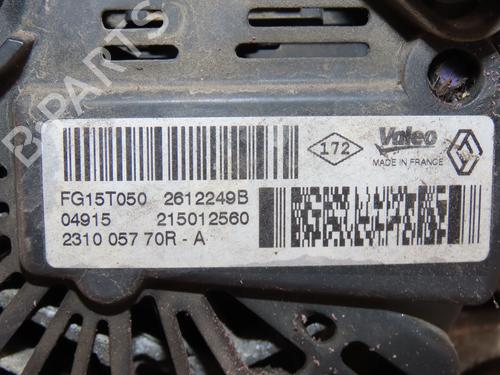 B-PARTS
172
Valeo
MADE IN FRANCE
FG15T050 2612249B
04915 215012560
2310 057 70R - A